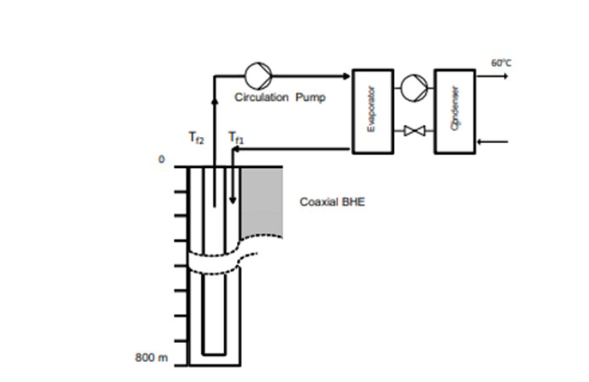 60°C
Circulation Pump
Evaporator
Condenser
Tf2 Tf1
0
Coaxial BHE
800 m